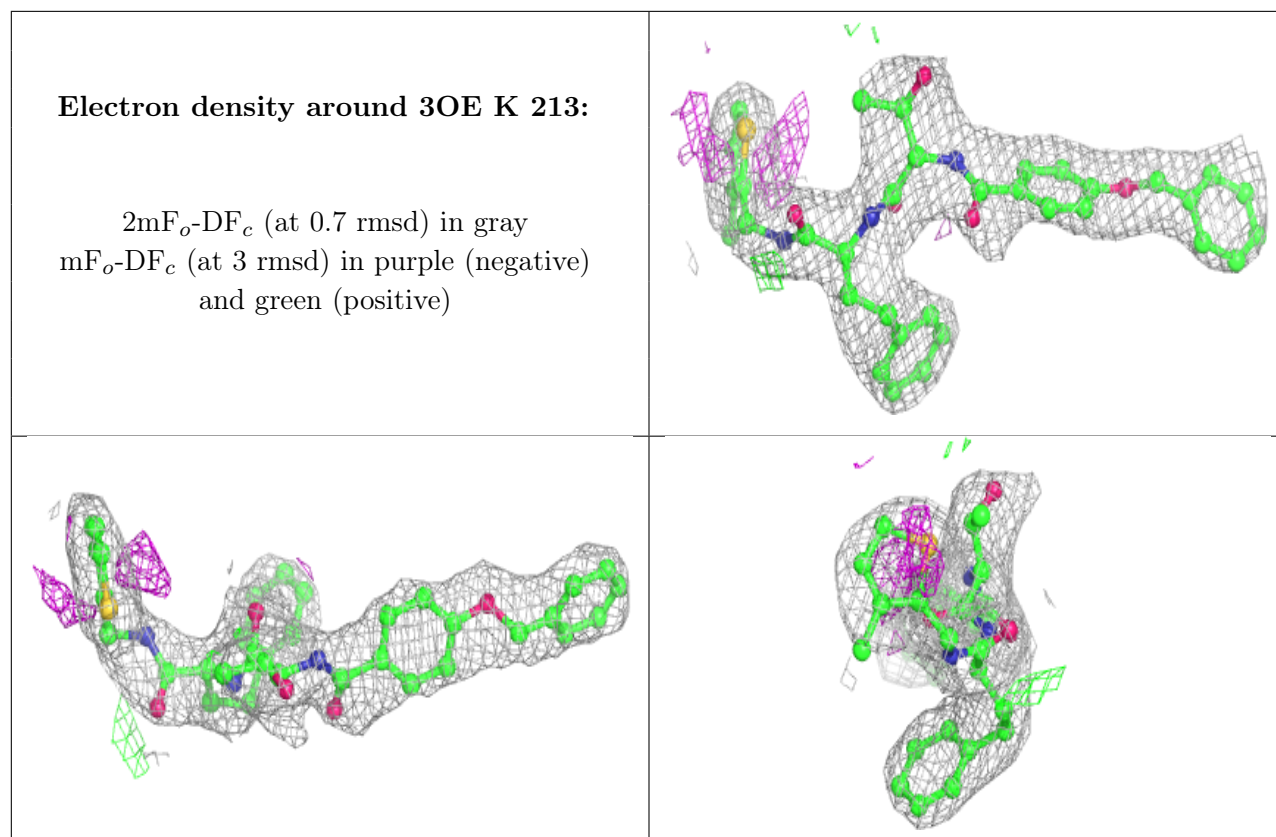 Electron density around 3OE K 213:
2mFₒ-DF𝒸 (at 0.7 rmsd) in gray
mFₒ-DF𝒸 (at 3 rmsd) in purple (negative)
and green (positive)